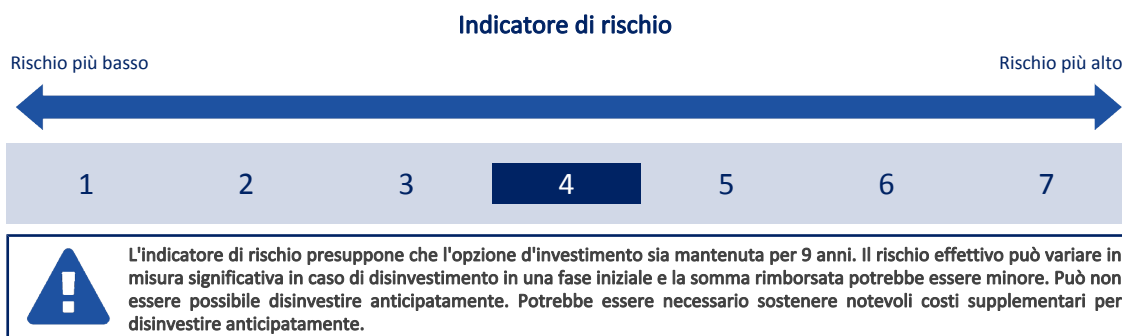 Indicatore di rischio
Rischio più basso
Rischio più alto
1 2 3 4 5 6 7
L'indicatore di rischio presuppone che l'opzione d'investimento sia mantenuta per 9 anni. Il rischio effettivo può variare in
misura significativa in caso di disinvestimento in una fase iniziale e la somma rimborsata potrebbe essere minore. Può non
essere possibile disinvestire anticipatamente. Potrebbe essere necessario sostenere notevoli costi supplementari per
disinvestire anticipatamente.